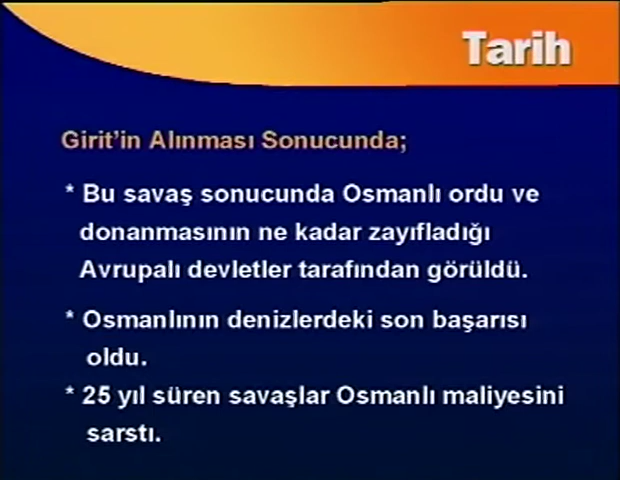 Tarih
Girit'in Alınması Sonucunda;
* Bu savaş sonucunda Osmanlı ordu ve
donanmasının ne kadar zayıfladığı
Avrupalı devletler tarafından görüldü.
* Osmanlının denizlerdeki son başarısı
oldu.
* 25 yıl süren savaşlar Osmanlı maliyesini
sarstı.